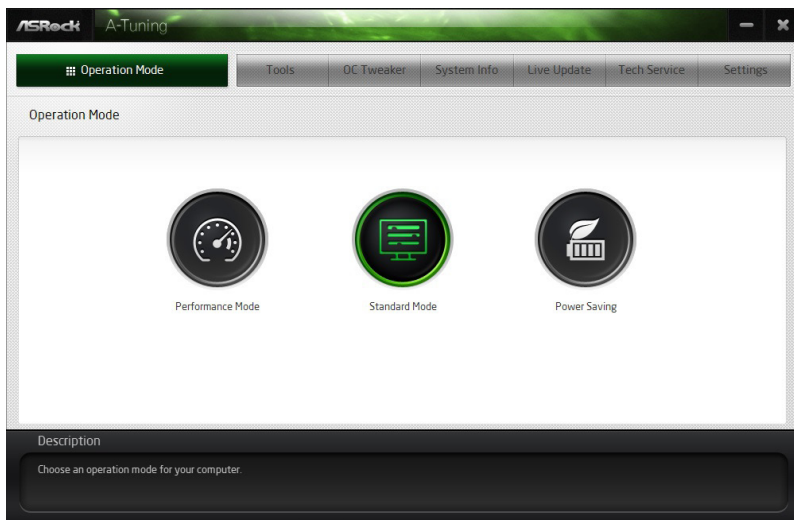 ASRock A-Tuning
Operation Mode Tools OC Tweaker System Info Live Update Tech Service Settings
Operation Mode
Performance Mode Standard Mode Power Saving
Description
Choose an operation mode for your computer.